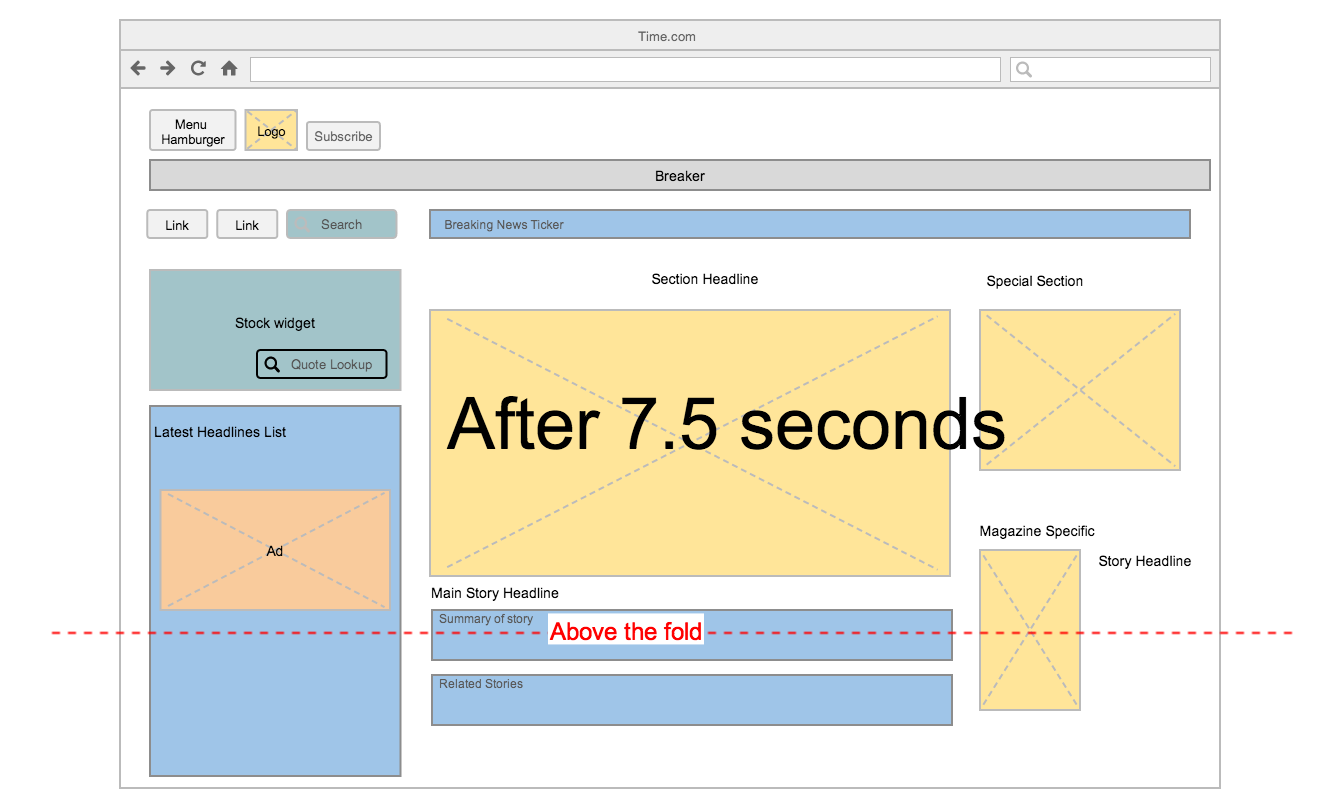 Time.com
Menu
Hamburger
Logo
Subscribe
Breaker
Link
Link
Search
Breaking News Ticker
Section Headline
Special Section
Stock widget
Quote Lookup
After 7.5 seconds
Latest Headlines List
Ad
Magazine Specific
Story Headline
Main Story Headline
Summary of story
Above the fold
Related Stories